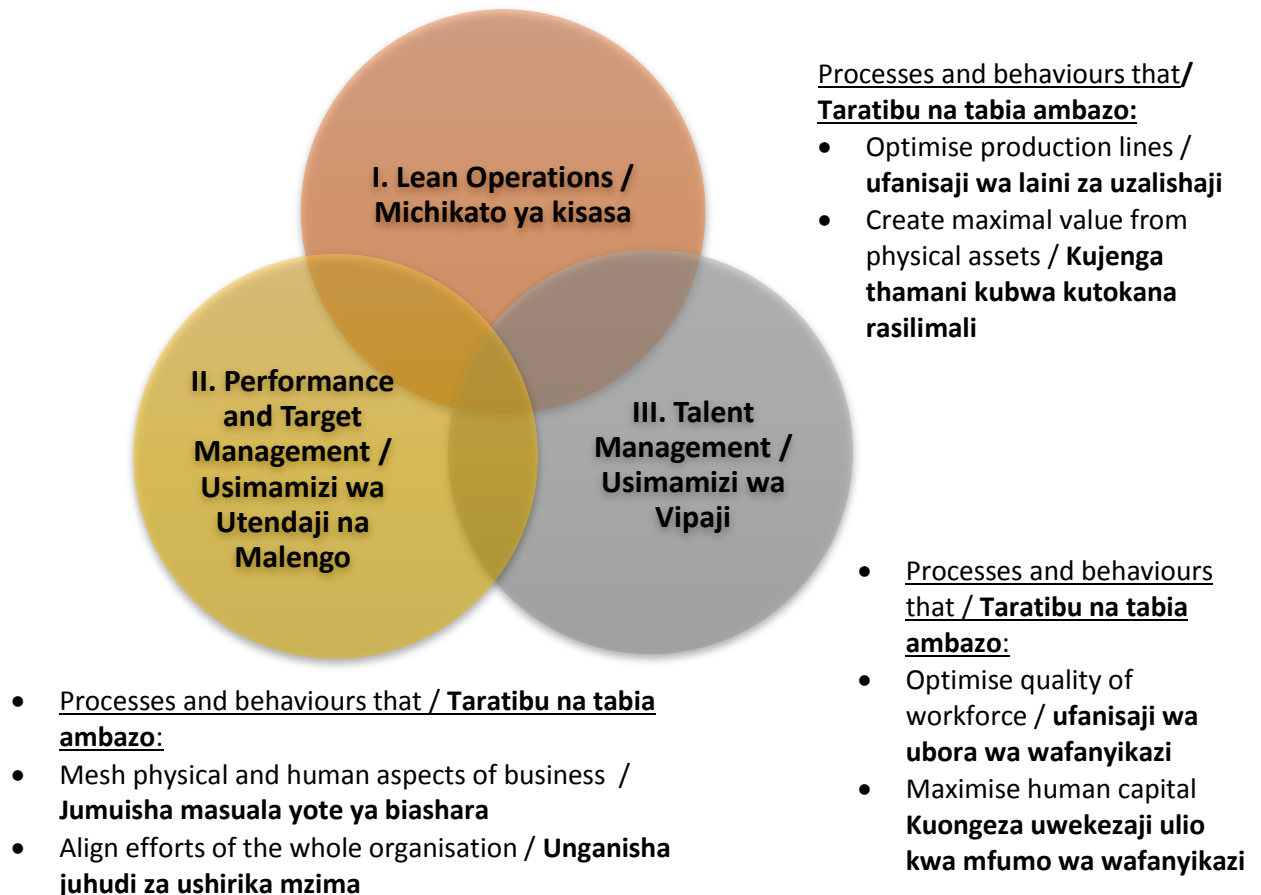 I. Lean Operations /
Michikato ya kisasa
Processes and behaviours that/
Taratibu na tabia ambazo:
• Optimise production lines /
ufanisaji wa laini za uzalishaji
• Create maximal value from
physical assets / Kujenga
thamani kubwa kutokana
rasilimali
II. Performance
and Target
Management /
Usimamizi wa
Utendaji na
Malengo
III. Talent
Management /
Usimamizi wa
Vipaji
• Processes and behaviours
that / Taratibu na tabia
ambazo:
• Optimise quality of
workforce / ufanisaji wa
ubora wa wafanyikazi
• Maximise human capital
Kuongeza uwekezaji ulio
kwa mfumo wa wafanyikazi
• Processes and behaviours that / Taratibu na tabia
ambazo:
• Mesh physical and human aspects of business /
Jumuisha masuala yote ya biashara
• Align efforts of the whole organisation / Unganisha
juhudi za ushirika mzima